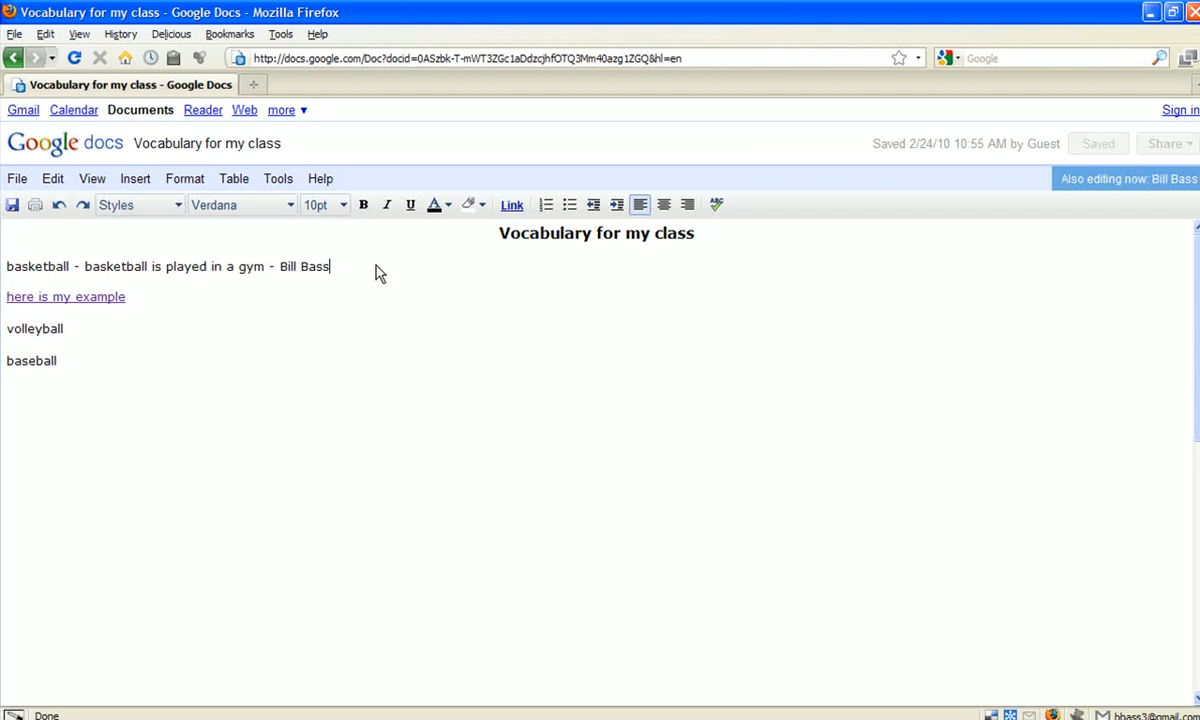 Vocabulary for my class - Google Docs - Mozilla Firefox
File Edit View History Delicious Bookmarks Tools Help
http://docs.google.com/Doc?docid=0ASzbk-T-mWT3ZGc1aDdzcjhfOTQ3Mm40azg1ZGQ&hl=en Google
Vocabulary for my class - Google Docs
Gmail Calendar Documents Reader Web more ▼ Sign in
Google docs Vocabulary for my class Saved 2/24/10 10:55 AM by Guest Saved Share
File Edit View Insert Format Table Tools Help Also editing now: Bill Bass
Styles Verdana 10pt B I U A Link
Vocabulary for my class
basketball - basketball is played in a gym - Bill Bass
here is my example
volleyball
baseball
Done bbass3@gmail.com